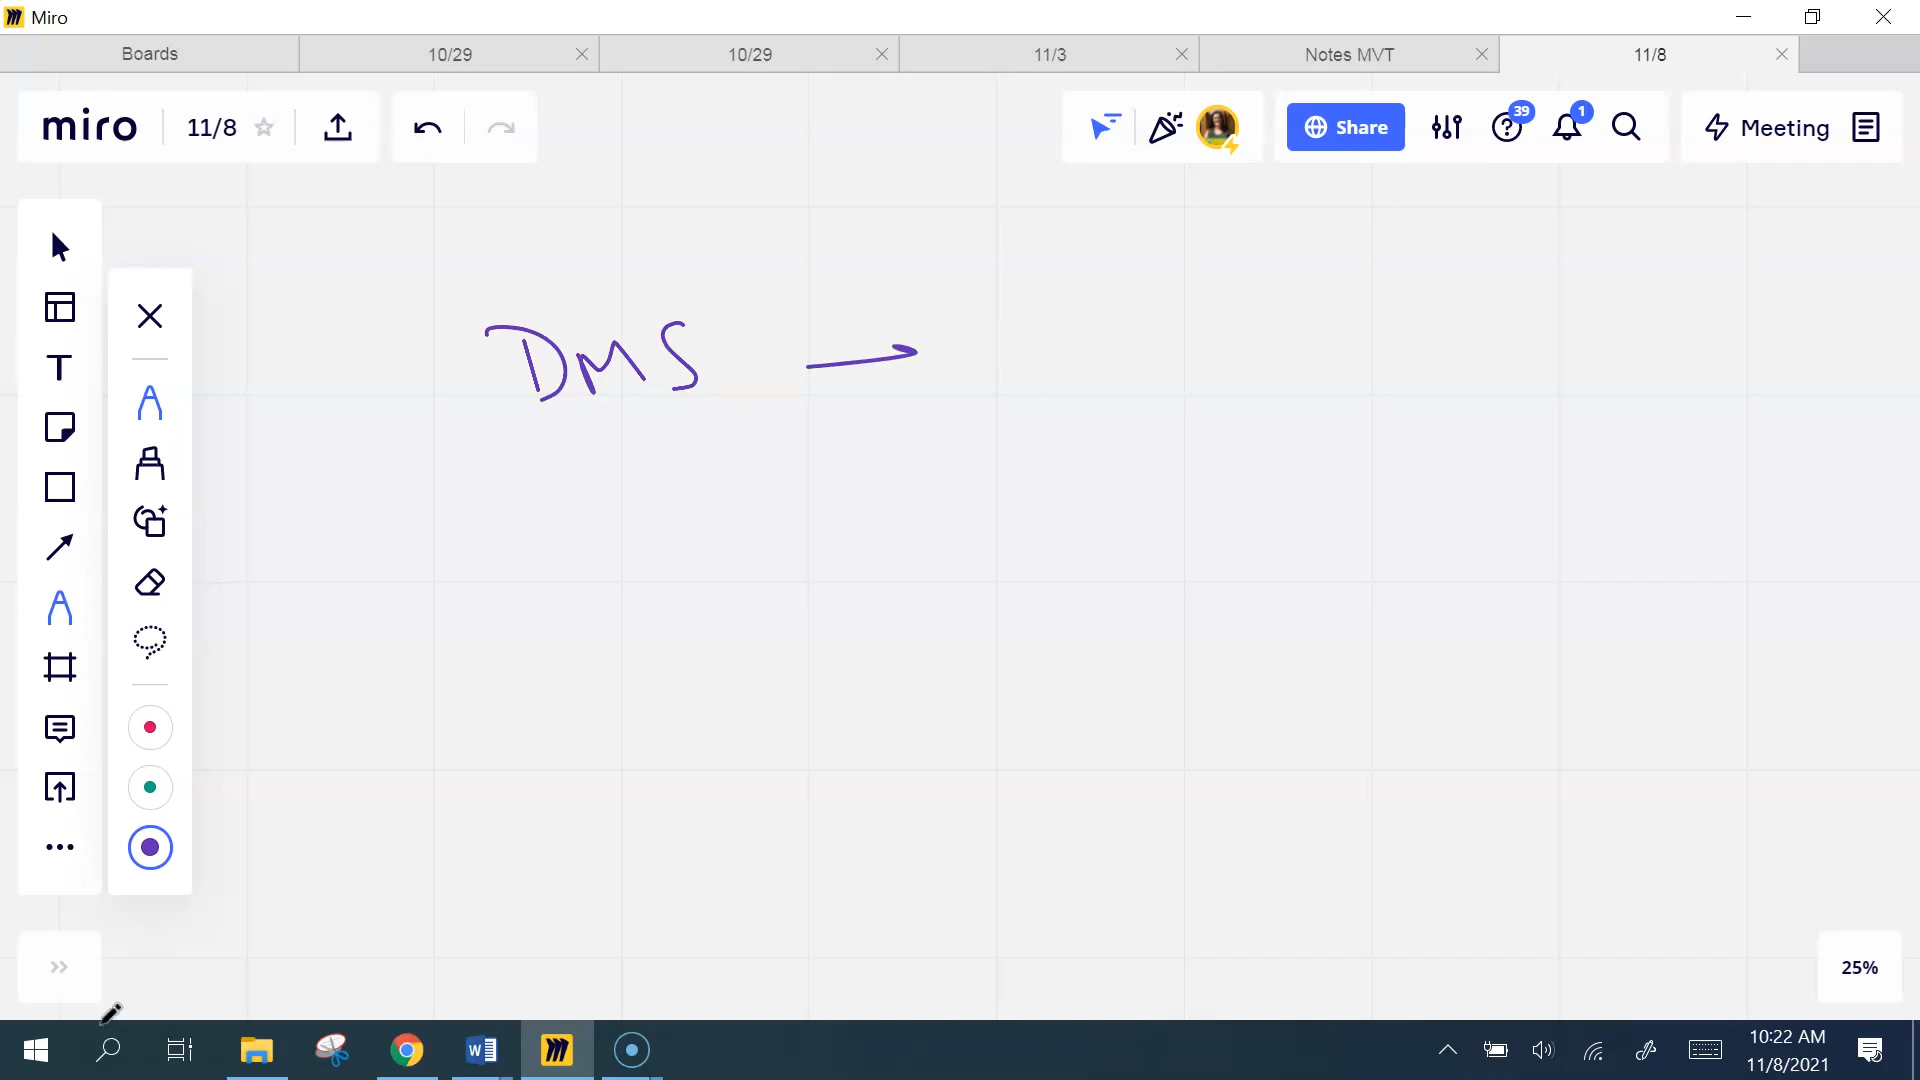 Miro
Boards 10/29 10/29 11/3 Notes MVT 11/8
miro 11/8 Share 39 1 Meeting
T
DMS →
25%
10:22 AM
11/8/2021